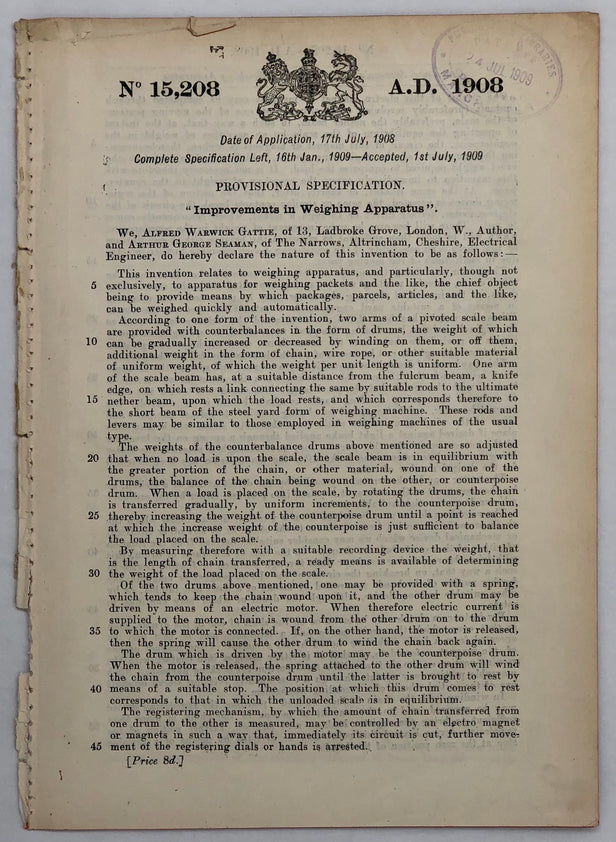 Nº 15,208
A.D. 1908
24 JUL 1909
Date of Application, 17th July, 1908
Complete Specification Left, 16th Jan., 1909—Accepted, 1st July, 1909
PROVISIONAL SPECIFICATION.
"Improvements in Weighing Apparatus".
We, ALFRED WARWICK GATTIE, of 13, Ladbroke Grove, London, W., Author,
and ARTHUR GEORGE SEAMAN, of The Narrows, Altrincham, Cheshire, Electrical
Engineer, do hereby declare the nature of this invention to be as follows:—
This invention relates to weighing apparatus, and particularly, though not
5 exclusively, to apparatus for weighing packets and the like, the chief object
being to provide means by which packages, parcels, articles, and the like,
can be weighed quickly and automatically.
According to one form of the invention, two arms of a pivoted scale beam
are provided with counterbalances in the form of drums, the weight of which
10 can be gradually increased or decreased by winding on them, or off them,
additional weight in the form of chain, wire rope, or other suitable material
of uniform weight, of which the weight per unit length is uniform. One arm
of the scale beam has, at a suitable distance from the fulcrum beam, a knife
edge, on which rests a link connecting the same by suitable rods to the ultimate
15 nether beam, upon which the load rests, and which corresponds therefore to
the short beam of the steel yard form of weighing machine. These rods and
levers may be similar to those employed in weighing machines of the usual
type.
The weights of the counterbalance drums above mentioned are so adjusted
20 that when no load is upon the scale, the scale beam is in equilibrium with
the greater portion of the chain, or other material, wound on one of the
drums, the balance of the chain being wound on the other, or counterpoise
drum. When a load is placed on the scale, by rotating the drums, the chain
is transferred gradually, by uniform increments, to the counterpoise drum,
25 thereby increasing the weight of the counterpoise drum until a point is reached
at which the increase weight of the counterpoise is just sufficient to balance
the load placed on the scale.
By measuring therefore with a suitable recording device the weight, that
is the length of chain transferred, a ready means is available of determining
30 the weight of the load placed on the scale.
Of the two drums above mentioned, one may be provided with a spring,
which tends to keep the chain wound upon it, and the other drum may be
driven by means of an electric motor. When therefore electric current is
supplied to the motor, chain is wound from the other drum on to the drum
35 to which the motor is connected. If, on the other hand, the motor is released,
then the spring will cause the other drum to wind the chain back again.
The drum which is driven by the motor may be the counterpoise drum.
When the motor is released, the spring attached to the other drum will wind
the chain from the counterpoise drum until the latter is brought to rest by
40 means of a suitable stop. The position at which this drum comes to rest
corresponds to that in which the unloaded scale is in equilibrium.
The registering mechanism, by which the amount of chain transferred from
one drum to the other is measured, may be controlled by an electro magnet
or magnets in such a way that, immediately its circuit is cut, further move-
45 ment of the registering dials or hands is arrested.
[Price 8d.]